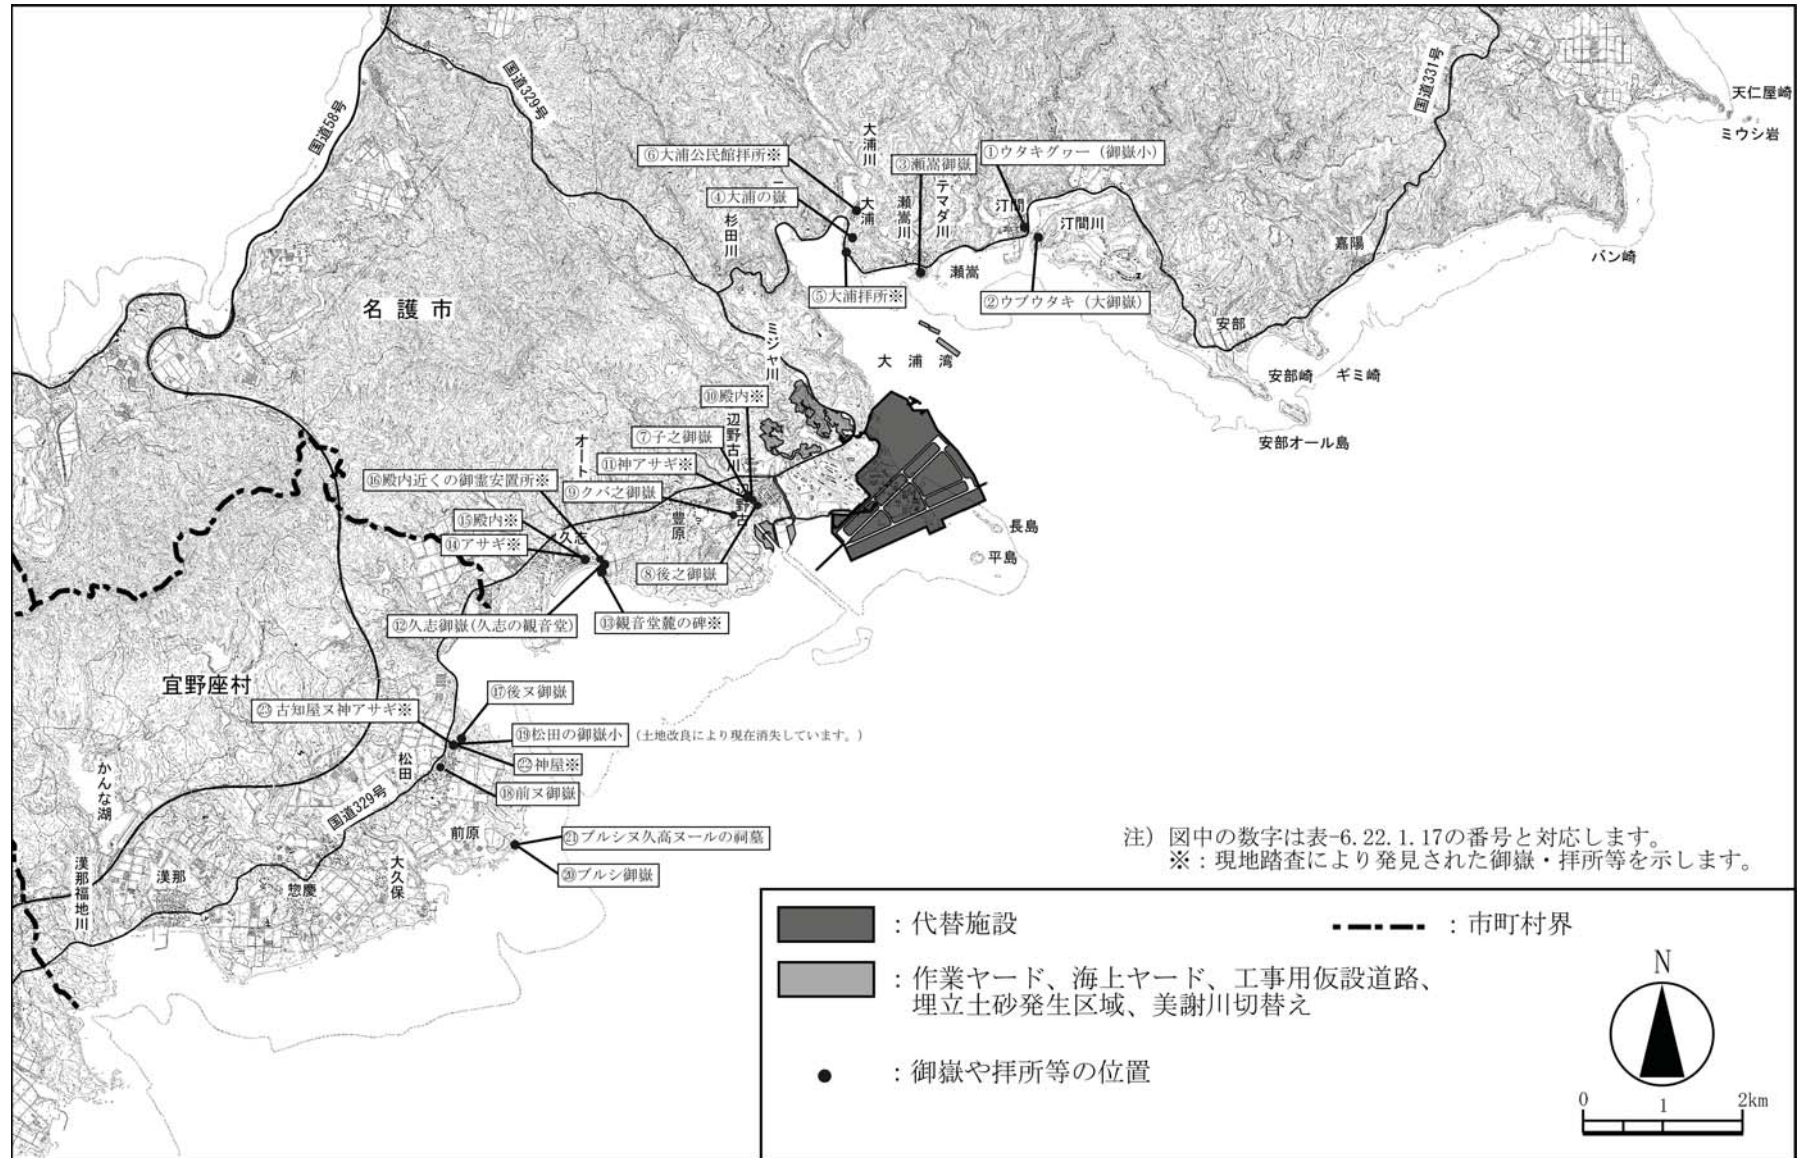 国道58号
国道329号
国道331号
天仁屋崎
ミウシ岩
バン崎
嘉陽
安部
安部崎
ギミ崎
安部オール島
①ウタキグヮー（御嶽小）
汀間
汀間川
②ウブウタキ（大御嶽）
③瀬嵩御嶽
テマダ川
瀬嵩川
瀬嵩
大浦川
⑥大浦公民館拝所※
④大浦の嶽
大浦
杉田川
⑤大浦拝所※
大浦湾
名護市
ミジャ川
⑩殿内※
辺野古川
⑦子之御嶽
⑪神アサギ※
⑨クバ之御嶽
辺野古
豊原
⑧後之御嶽
オート
⑯殿内近くの御霊安置所※
⑮殿内※
⑭アサギ※
久志
⑫久志御嶽(久志の観音堂)
⑬観音堂麓の碑※
長島
平島
宜野座村
⑰後ヌ御嶽
㉓古知屋ヌ神アサギ※
⑲松田の御嶽小
（土地改良により現在消失しています。）
㉒神屋※
⑱前ヌ御嶽
松田
国道329号
前原
㉑ブルシヌ久高ヌールの祠墓
⑳ブルシ御嶽
かんな湖
漢那福地川
漢那
惣慶
大久保
注）図中の数字は表-6.22.1.17の番号と対応します。
※：現地踏査により発見された御嶽・拝所等を示します。
：代替施設
：市町村界
：作業ヤード、海上ヤード、工事用仮設道路、
埋立土砂発生区域、美謝川切替え
：御嶽や拝所等の位置
N
0 1 2km